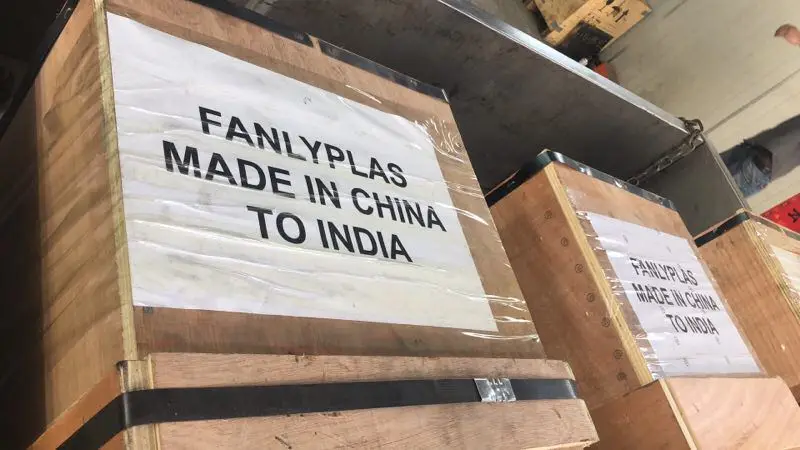 FANLYPLAS
MADE IN CHINA
TO INDIA
FANLYPLAS
MADE IN CHINA
TO INDIA